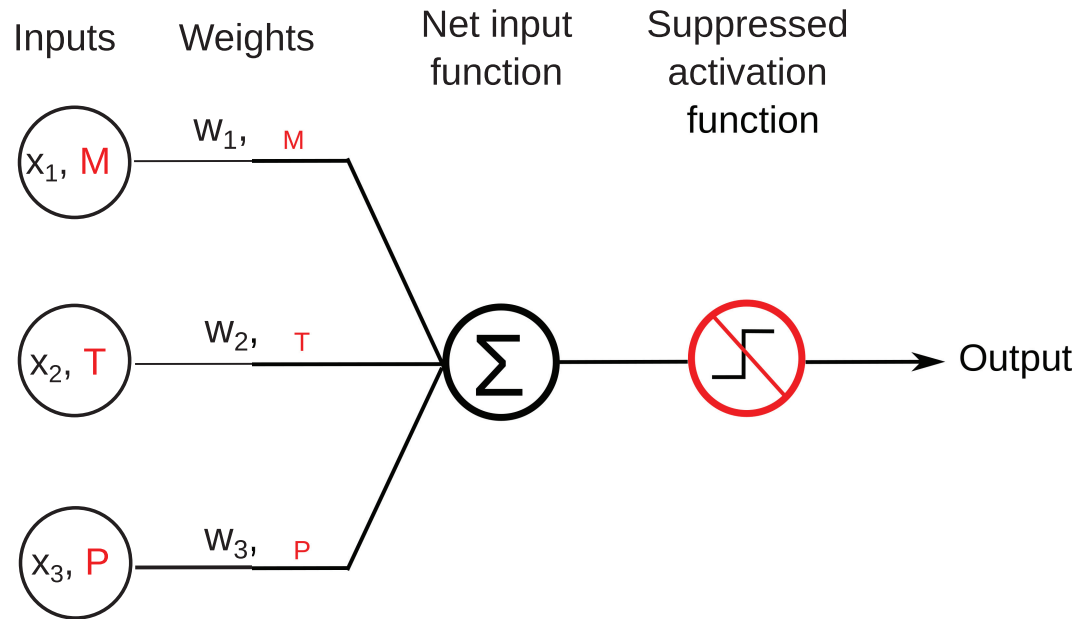 Inputs
Weights
Net input
function
Suppressed
activation
function
x₁, M
w₁, M
x₂, T
w₂, T
Σ
Output
x₃, P
w₃, P